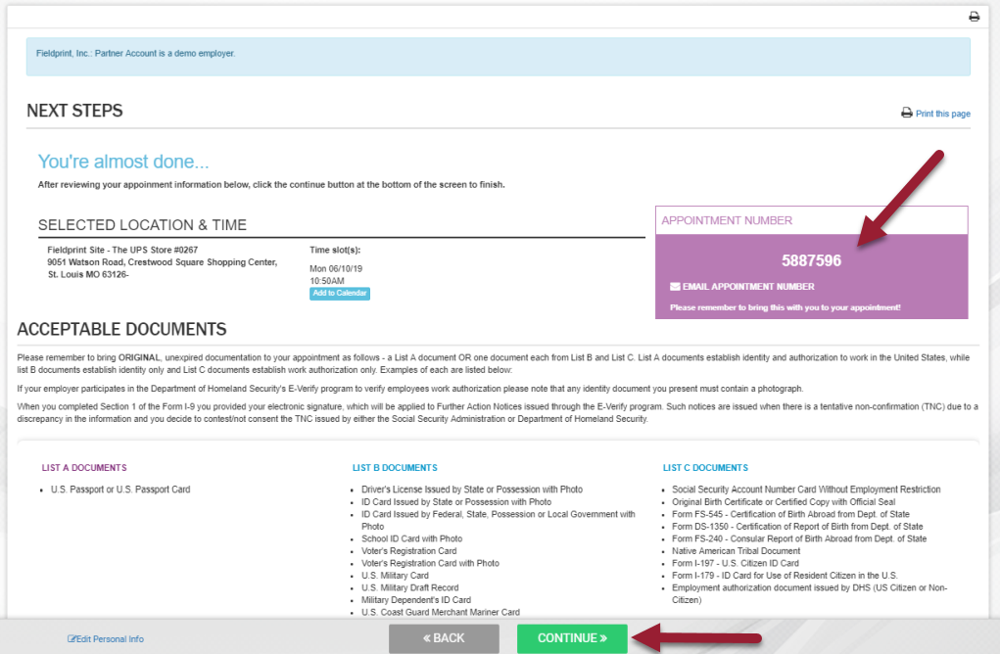 Fieldprint, Inc.: Partner Account is a demo employer.
NEXT STEPS
Print this page
You're almost done...
After reviewing your appoinment information below, click the continue button at the bottom of the screen to finish.
SELECTED LOCATION & TIME
Fieldprint Site - The UPS Store #0267
9051 Watson Road, Crestwood Square Shopping Center,
St. Louis MO 63126-
Time slot(s):
Mon 06/10/19
10:50AM
Add to Calendar
APPOINTMENT NUMBER
5887596
EMAIL APPOINTMENT NUMBER
Please remember to bring this with you to your appointment!
ACCEPTABLE DOCUMENTS
Please remember to bring ORIGINAL, unexpired documentation to your appointment as follows - a List A document OR one document each from List B and List C. List A documents establish identity and authorization to work in the United States, while
list B documents establish identity only and List C documents establish work authorization only. Examples of each are listed below:
If your employer participates in the Department of Homeland Security's E-Verify program to verify employees work authorization please note that any identity document you present must contain a photograph.
When you completed Section 1 of the Form I-9 you provided your electronic signature, which will be applied to Further Action Notices issued through the E-Verify program. Such notices are issued when there is a tentative non-confirmation (TNC) due to a
discrepancy in the information and you decide to contest/not consent the TNC issued by either the Social Security Administration or Department of Homeland Security.
LIST A DOCUMENTS
• U.S. Passport or U.S. Passport Card
LIST B DOCUMENTS
• Driver's License Issued by State or Possession with Photo
• ID Card Issued by State or Possession with Photo
• ID Card Issued by Federal, State, Possession or Local Government with
Photo
• School ID Card with Photo
• Voter's Registration Card
• Voter's Registration Card with Photo
• U.S. Military Card
• U.S. Military Draft Record
• Military Dependent's ID Card
• U.S. Coast Guard Merchant Mariner Card
LIST C DOCUMENTS
• Social Security Account Number Card Without Employment Restriction
• Original Birth Certificate or Certified Copy with Official Seal
• Form FS-545 - Certification of Birth Abroad from Dept. of State
• Form DS-1350 - Certification of Report of Birth from Dept. of State
• Form FS-240 - Consular Report of Birth Abroad from Dept. of State
• Native American Tribal Document
• Form I-197 - U.S. Citizen ID Card
• Form I-179 - ID Card for Use of Resident Citizen in the U.S.
• Employment authorization document issued by DHS (US Citizen or Non-
Citizen)
Edit Personal Info
« BACK
CONTINUE »